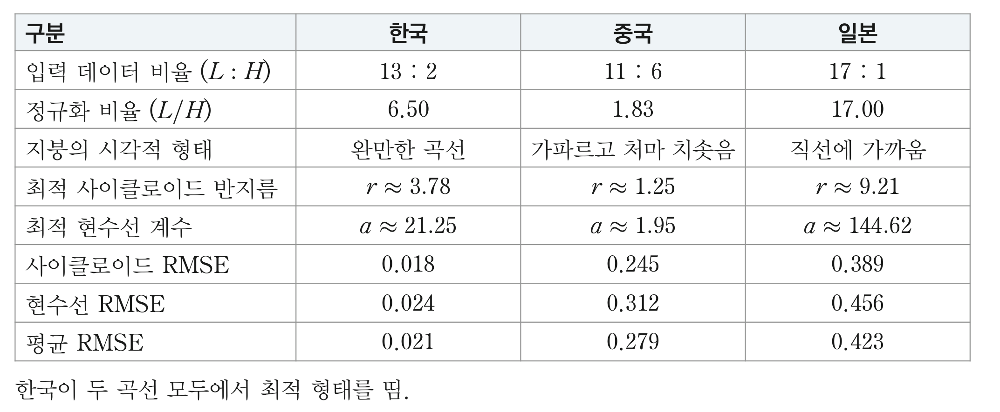 구분 한국 중국 일본
입력 데이터 비율 (L : H) 13 : 2 11 : 6 17 : 1
정규화 비율 (L/H) 6.50 1.83 17.00
지붕의 시각적 형태 완만한 곡선 가파르고 처마 치솟음 직선에 가까움
최적 사이클로이드 반지름 r ≈ 3.78 r ≈ 1.25 r ≈ 9.21
최적 현수선 계수 a ≈ 21.25 a ≈ 1.95 a ≈ 144.62
사이클로이드 RMSE 0.018 0.245 0.389
현수선 RMSE 0.024 0.312 0.456
평균 RMSE 0.021 0.279 0.423
한국이 두 곡선 모두에서 최적 형태를 띰.